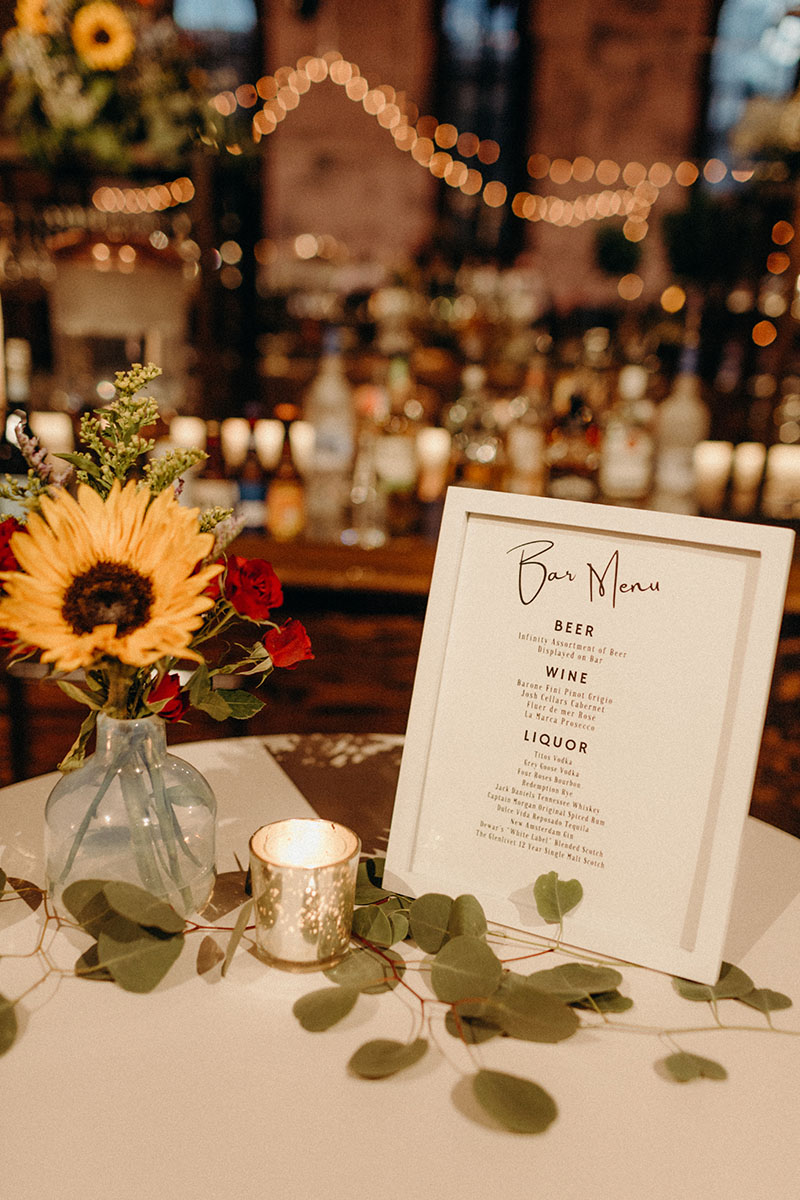 Bar Menu
BEER
Infinity Assortment of Beer
Displayed on Bar
WINE
Barone Fini Pinot Grigio
Josh Cellars Cabernet
Fluer de mer Rosé
La Marca Prosecco
LIQUOR
Titos Vodka
Grey Goose Vodka
Four Roses Bourbon
Redemption Rye
Jack Daniels Tennessee Whiskey
Captain Morgan Original Spiced Rum
Dulce Vida Reposado Tequila
New Amsterdam Gin
Dewar's "White Label" Blended Scotch
The Glenlivet 12 Year Single Mall Scotch